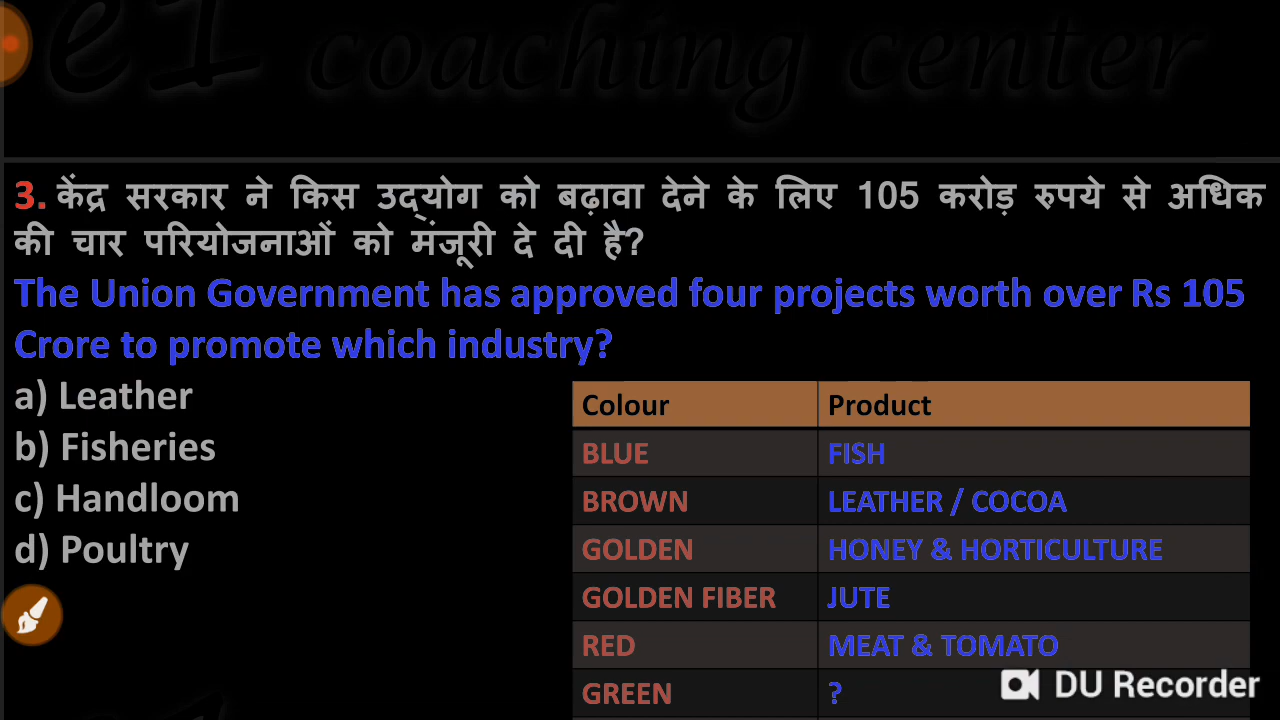 e1 coaching center
3. केंद्र सरकार ने किस उद्योग को बढ़ावा देने के लिए 105 करोड़ रुपये से अधिक
की चार परियोजनाओं को मंजूरी दे दी है?
The Union Government has approved four projects worth over Rs 105
Crore to promote which industry?
a) Leather
b) Fisheries
c) Handloom
d) Poultry
Colour Product
BLUE FISH
BROWN LEATHER / COCOA
GOLDEN HONEY & HORTICULTURE
GOLDEN FIBER JUTE
RED MEAT & TOMATO
GREEN ?
DU Recorder